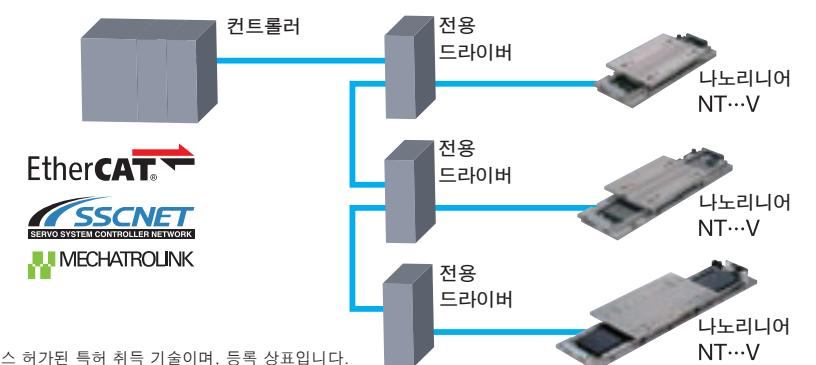 컨트롤러
전용
드라이버
나노리니어
NT…V
EtherCAT®
전용
드라이버
나노리니어
NT…V
SSCNET
SERVO SYSTEM CONTROLLER NETWORK
MECHATROLINK
전용
드라이버
나노리니어
NT…V
스 허가된 특허 취득 기술이며, 등록 상표입니다.